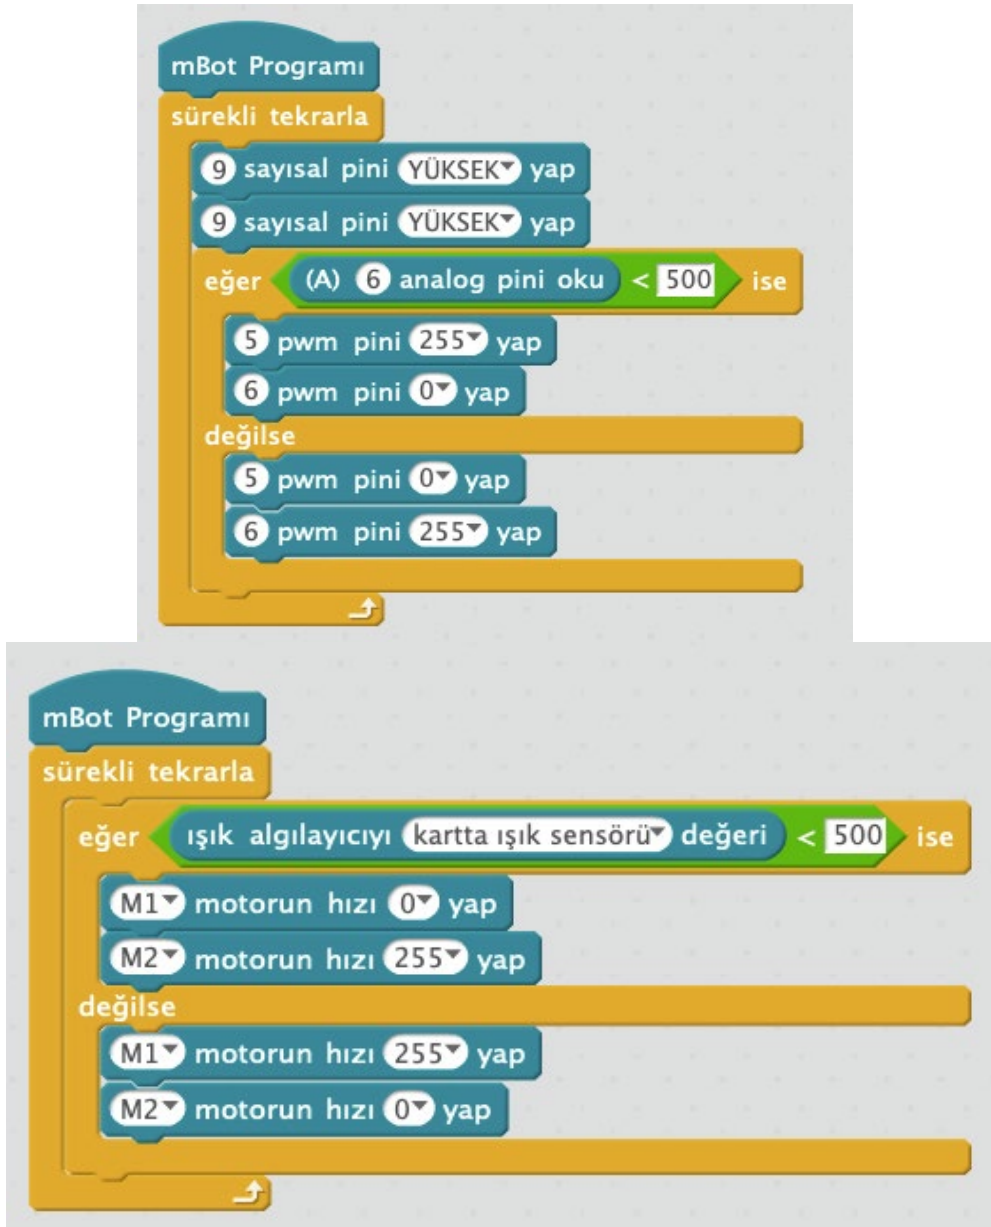 mBot Programı
sürekli tekrarla
9 sayısal pini YÜKSEK yap
9 sayısal pini YÜKSEK yap
eğer (A) 6 analog pini oku < 500 ise
5 pwm pini 255 yap
6 pwm pini 0 yap
değilse
5 pwm pini 0 yap
6 pwm pini 255 yap
mBot Programı
sürekli tekrarla
eğer ışık algılayıcıyı kartta ışık sensörü değeri < 500 ise
M1 motorun hızı 0 yap
M2 motorun hızı 255 yap
değilse
M1 motorun hızı 255 yap
M2 motorun hızı 0 yap